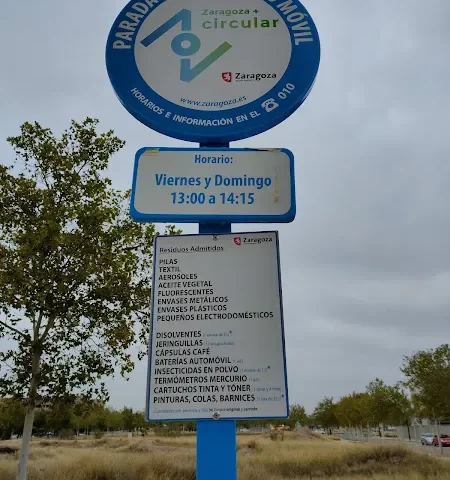 PARADA
MÓVIL
Zaragoza +
circular
Zaragoza
www.zaragoza.es
HORARIOS E INFORMACIÓN EN EL 010
Horario:
Viernes y Domingo
13:00 a 14:15
Zaragoza
Residuos Admitidos
PILAS
TEXTIL
AEROSOLES
ACEITE VEGETAL
FLUORESCENTES
ENVASES METÁLICOS
ENVASES PLÁSTICOS
PEQUEÑOS ELECTRODOMÉSTICOS
DISOLVENTES
JERINGUILLAS
CÁPSULAS CAFÉ
BATERÍAS AUTOMÓVIL
INSECTICIDAS EN POLVO
TERMÓMETROS MERCURIO
CARTUCHOS TINTA Y TÓNER
PINTURAS, COLAS, BARNICES